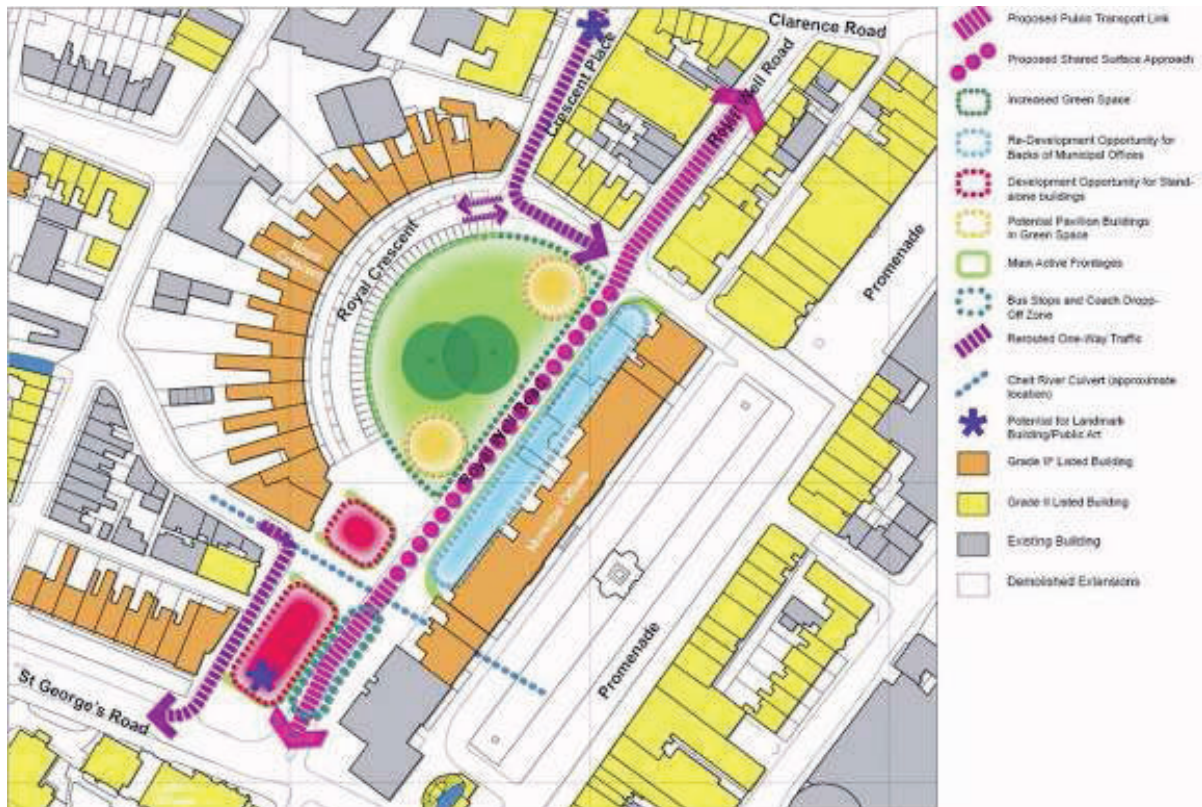 Clarence Road
Crescent Place
Royal Well Road
Royal Crescent
Promenade
Municipal Offices
Promenade
St George's Road
Proposed Public Transport Link
Proposed Shared Surface Approach
Increased Green Space
Re-Development Opportunity for
Backs of Municipal Offices
Development Opportunity for Stand-
alone buildings
Potential Pavilion Buildings
in Green Space
Main Active Frontages
Bus Stops and Coach Dropp-
Off Zone
Rerouted One-Way Traffic
Chelt River Culvert (approximate
location)
Potential for Landmark
Building/Public Art
Grade II* Listed Building
Grade II Listed Building
Existing Building
Demolished Extensions